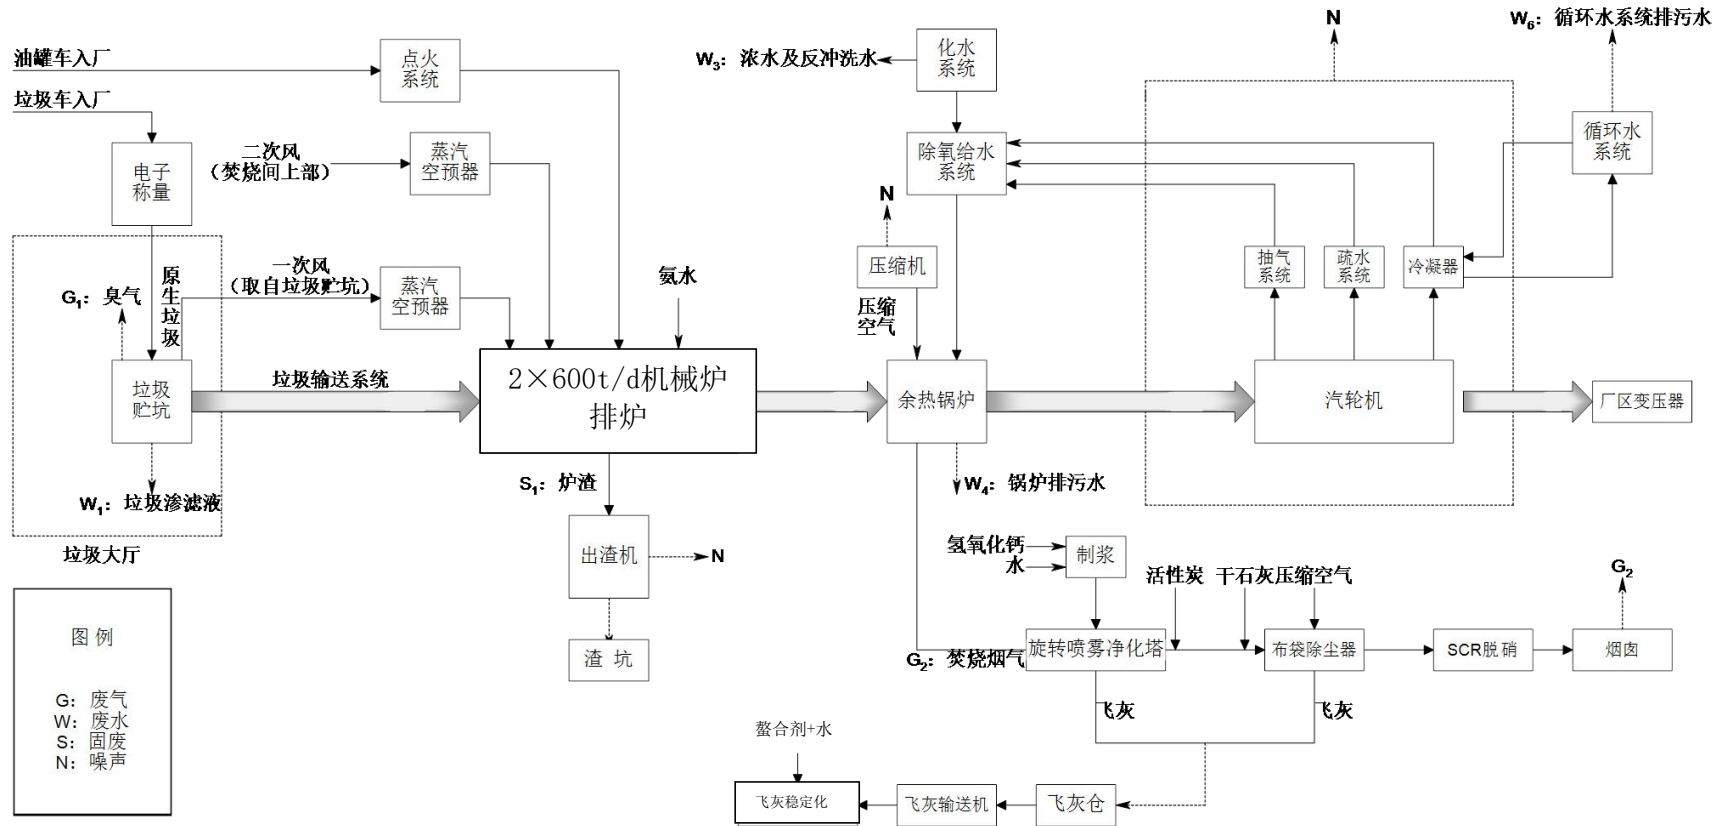 油罐车入厂
点火
系统
W3：浓水及反冲洗水
化水
系统
N
W6：循环水系统排污水
垃圾车入厂
电子
称量
二次风
（焚烧间上部）
蒸汽
空预器
除氧给水
系统
循环水
系统
N
压缩机
抽气
系统
疏水
系统
冷凝器
原
生
垃
圾
一次风
（取自垃圾贮坑）
蒸汽
空预器
氨水
G1：臭气
压缩
空气
垃圾
贮坑
垃圾输送系统
2×600t/d机械炉
排炉
余热锅炉
汽轮机
厂区变压器
W1：垃圾渗滤液
S1：炉渣
W4：锅炉排污水
垃圾大厅
出渣机
N
氢氧化钙
水
制浆
活性炭
干石灰压缩空气
G2
图例
渣坑
G2：焚烧烟气
旋转喷雾净化塔
布袋除尘器
SCR脱硝
烟囱
G：废气
W：废水
S：固废
N：噪声
飞灰
飞灰
螯合剂+水
飞灰稳定化
飞灰输送机
飞灰仓